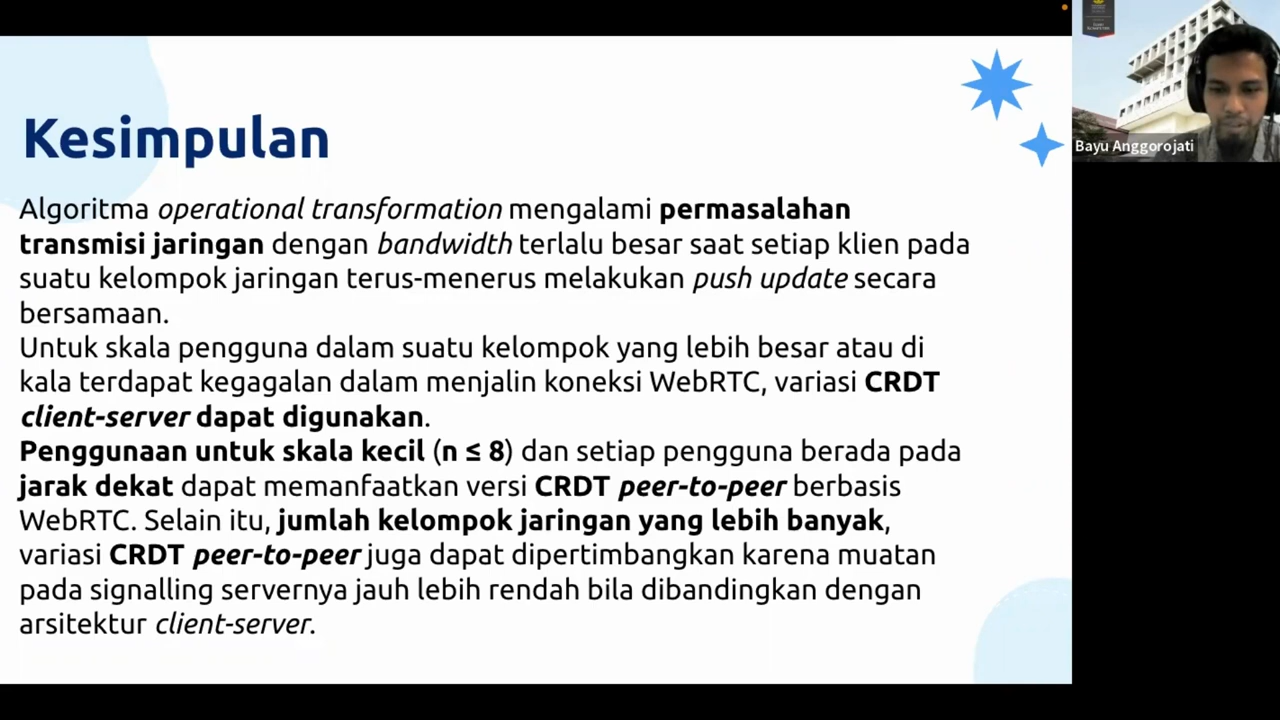 Kesimpulan
Algoritma operational transformation mengalami permasalahan
transmisi jaringan dengan bandwidth terlalu besar saat setiap klien pada
suatu kelompok jaringan terus-menerus melakukan push update secara
bersamaan.
Untuk skala pengguna dalam suatu kelompok yang lebih besar atau di
kala terdapat kegagalan dalam menjalin koneksi WebRTC, variasi CRDT
client-server dapat digunakan.
Penggunaan untuk skala kecil (n ≤ 8) dan setiap pengguna berada pada
jarak dekat dapat memanfaatkan versi CRDT peer-to-peer berbasis
WebRTC. Selain itu, jumlah kelompok jaringan yang lebih banyak,
variasi CRDT peer-to-peer juga dapat dipertimbangkan karena muatan
pada signalling servernya jauh lebih rendah bila dibandingkan dengan
arsitektur client-server.
Bayu Anggorojati